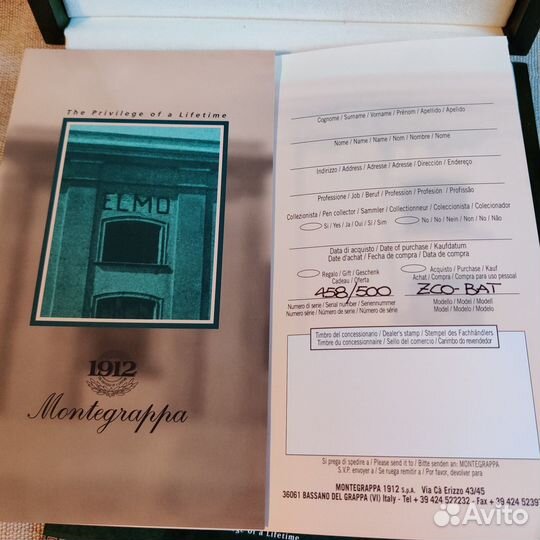 The Privilege of a Lifetime
ELMO
1912
Montegrappa
Cognome / Surname / Vorname / Prénom / Apellido / Apelido
Nome / Name / Name / Nom / Nombre / Nome
Indirizzo / Address / Adresse / Adresse / Dirección / Endereço
Professione / Job / Beruf / Profession / Profesión / Profissão
Collezionista / Pen collector / Sammler / Collectionneur / Coleccionista / Colecionador
Si / Yes / Ja / Oui / Sí / Sim
No / No / Nein / Non / No / Não
Data di acquisto / Date of purchase / Kaufdatum
Date d'achat / Fecha de compra / Data de compra
Regalo / Gift / Geschenk
Cadeau / Oferta
Acquisto / Purchase / Kauf
Achat / Compra / Compra para uso pessoal
458/500
ZCO-BAT
Numero di serie / Serial number / Seriennummer
Numero série / Número de serie / Número de série
Modello / Model / Modell
Model / Modelo / Modelo
Timbro del concessionario / Dealer's stamp / Stempel des Fachhändlers
Timbre du concessionnaire / Sello del comercio / Carimbo do revendedor
Si prega di spedire a / Please send it to / Bitte senden an: MONTEGRAPPA
S.V.P. envoyer a / Se ruega remitir a / Por favor, devolver para
MONTEGRAPPA 1912 S.p.A. Via Cà Erizzo 43/45
36061 BASSANO DEL GRAPPA (VI) Italy - Tel + 39 424 522232 - Fax + 39 424 52397
ge of a Lifetime
Avito